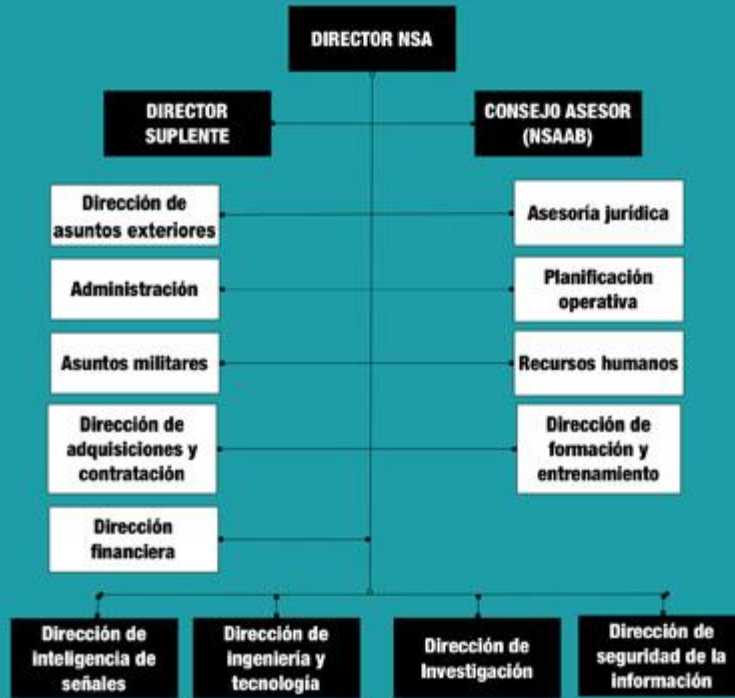 DIRECTOR NSA
DIRECTOR
SUPLENTE
CONSEJO ASESOR
(NSAAB)
Dirección de
asuntos exteriores
Asesoría jurídica
Administración
Planificación
operativa
Asuntos militares
Recursos humanos
Dirección de
adquisiciones y
contratación
Dirección de
formación y
entrenamiento
Dirección
financiera
Dirección de
inteligencia de
señales
Dirección de
ingeniería y
tecnología
Dirección de
Investigación
Dirección de
seguridad de la
información